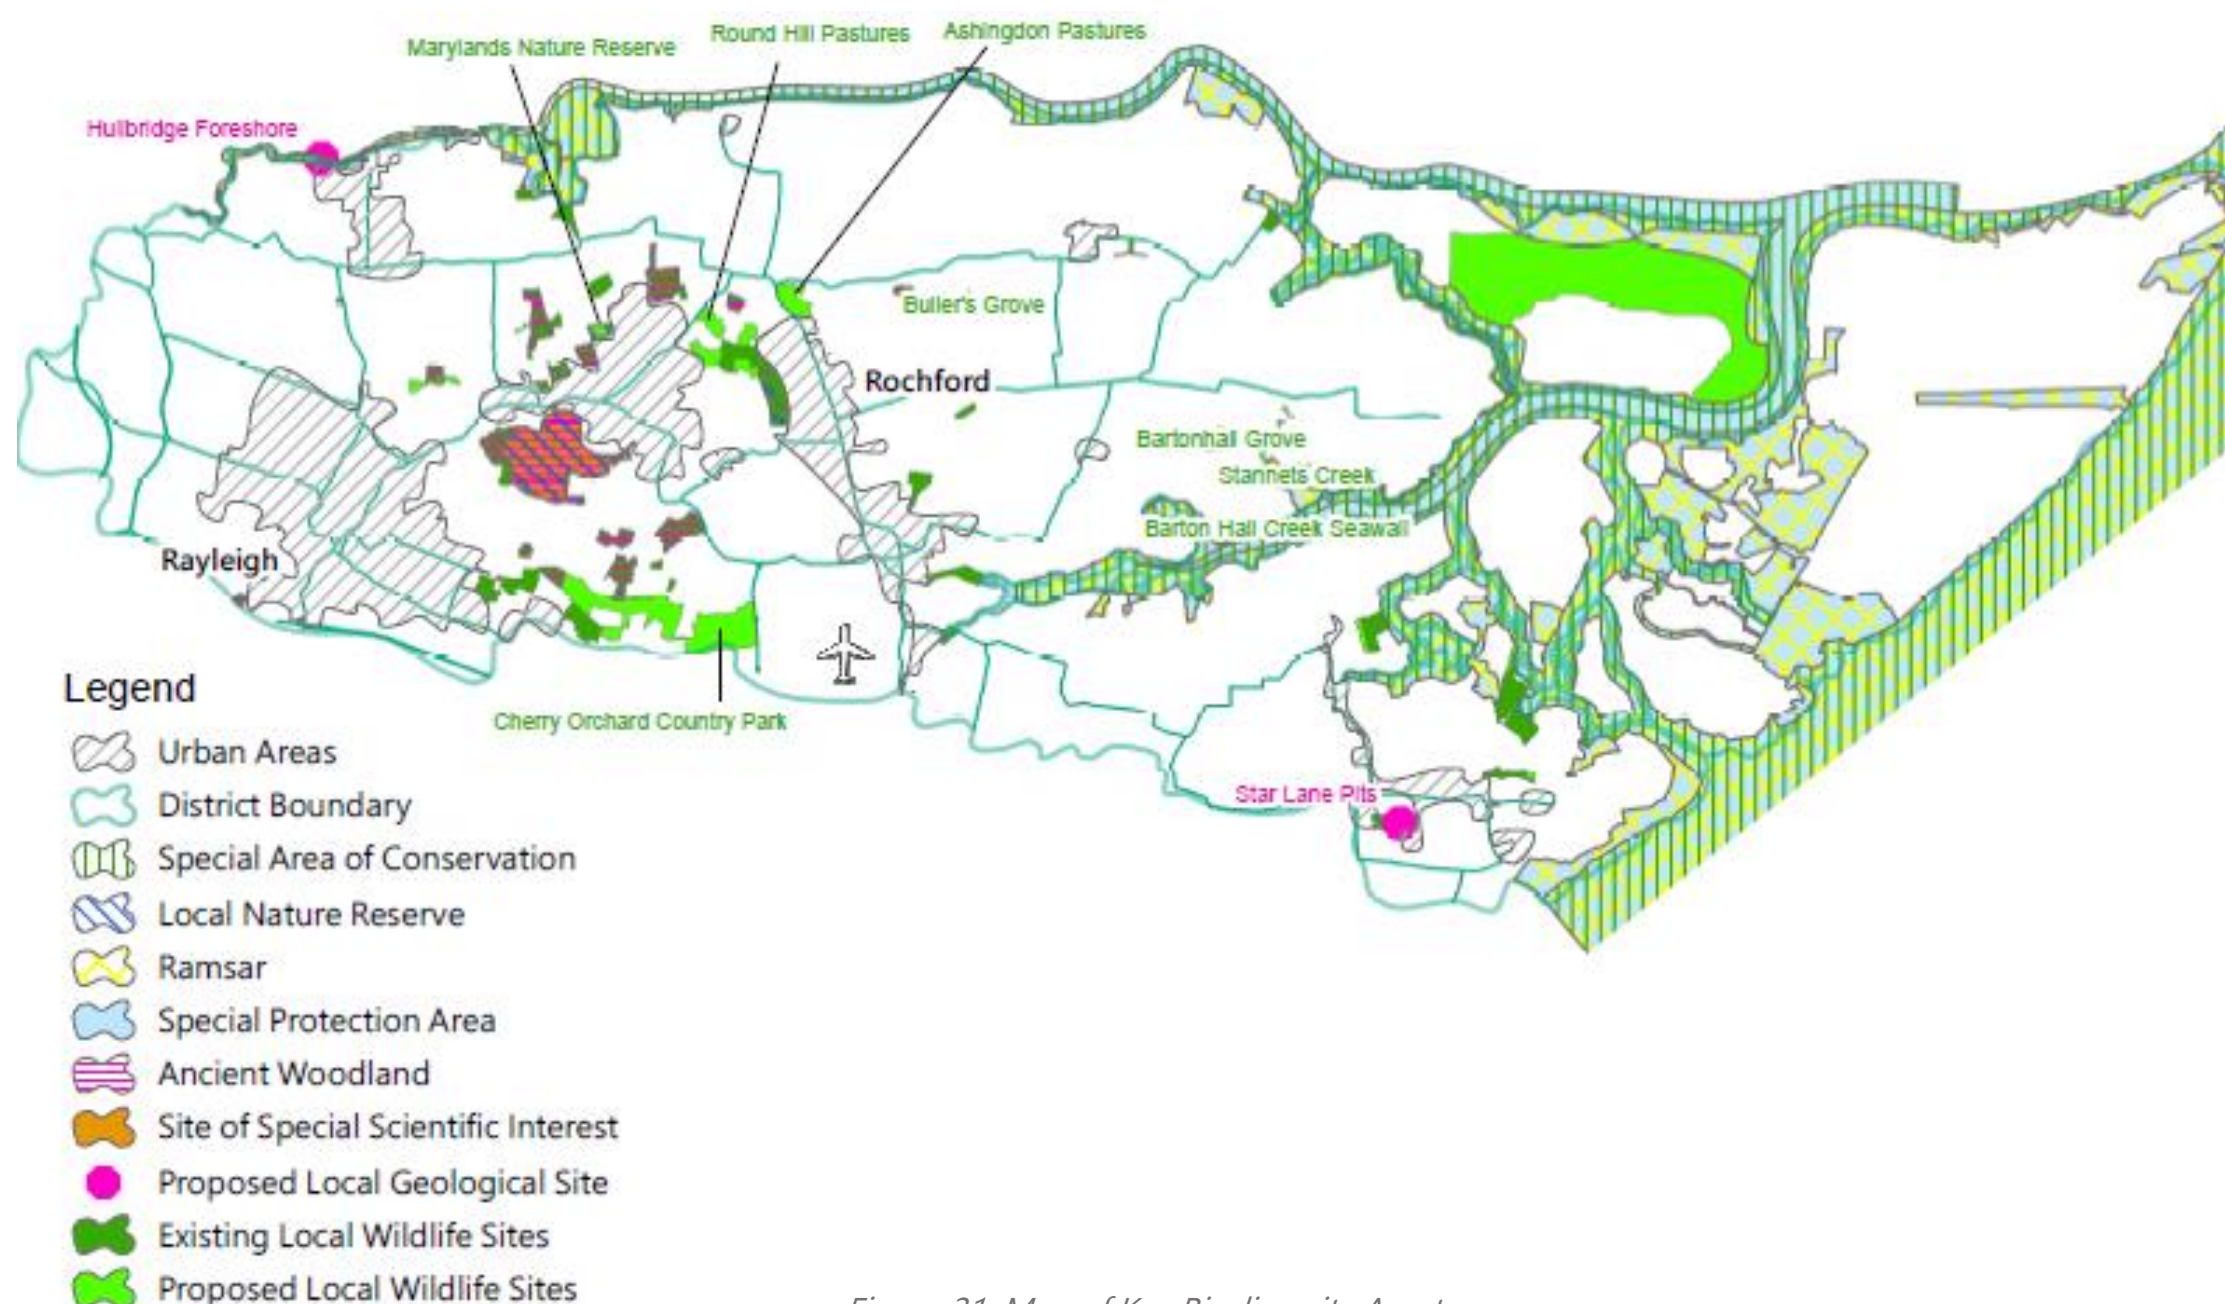 Marylands Nature Reserve
Round Hill Pastures
Ashingdon Pastures
Hullbridge Foreshore
Buller's Grove
Rochford
Bartonhall Grove
Stannets Creek
Barton Hall Creek Seawall
Rayleigh
Cherry Orchard Country Park
Star Lane Pits
Legend
Urban Areas
District Boundary
Special Area of Conservation
Local Nature Reserve
Ramsar
Special Protection Area
Ancient Woodland
Site of Special Scientific Interest
Proposed Local Geological Site
Existing Local Wildlife Sites
Proposed Local Wildlife Sites